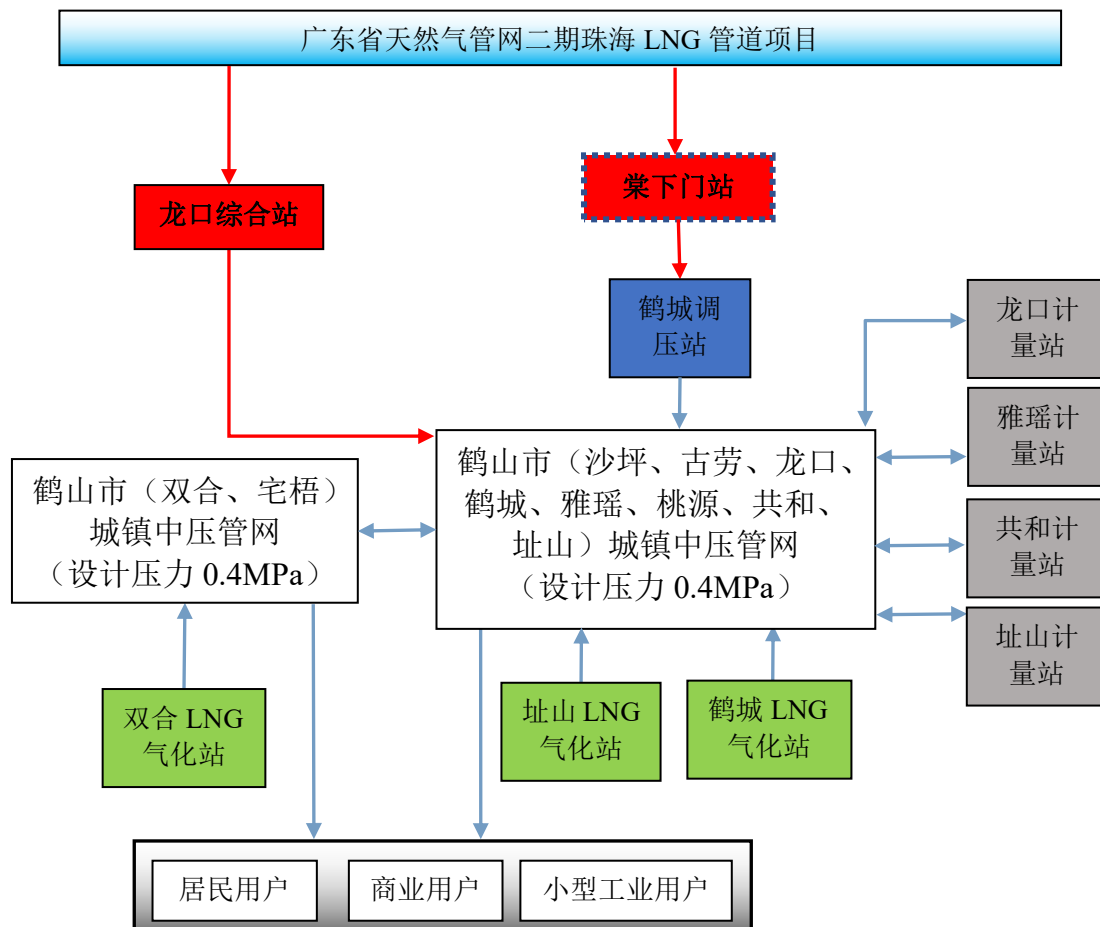 广东省天然气管网二期珠海 LNG 管道项目
龙口综合站
棠下门站
鹤城调
压站
龙口计
量站
雅瑶计
量站
共和计
量站
址山计
量站
鹤山市（沙坪、古劳、龙口、
鹤城、雅瑶、桃源、共和、
址山）城镇中压管网
（设计压力 0.4MPa）
鹤山市（双合、宅梧）
城镇中压管网
（设计压力 0.4MPa）
双合 LNG
气化站
址山 LNG
气化站
鹤城 LNG
气化站
居民用户
商业用户
小型工业用户